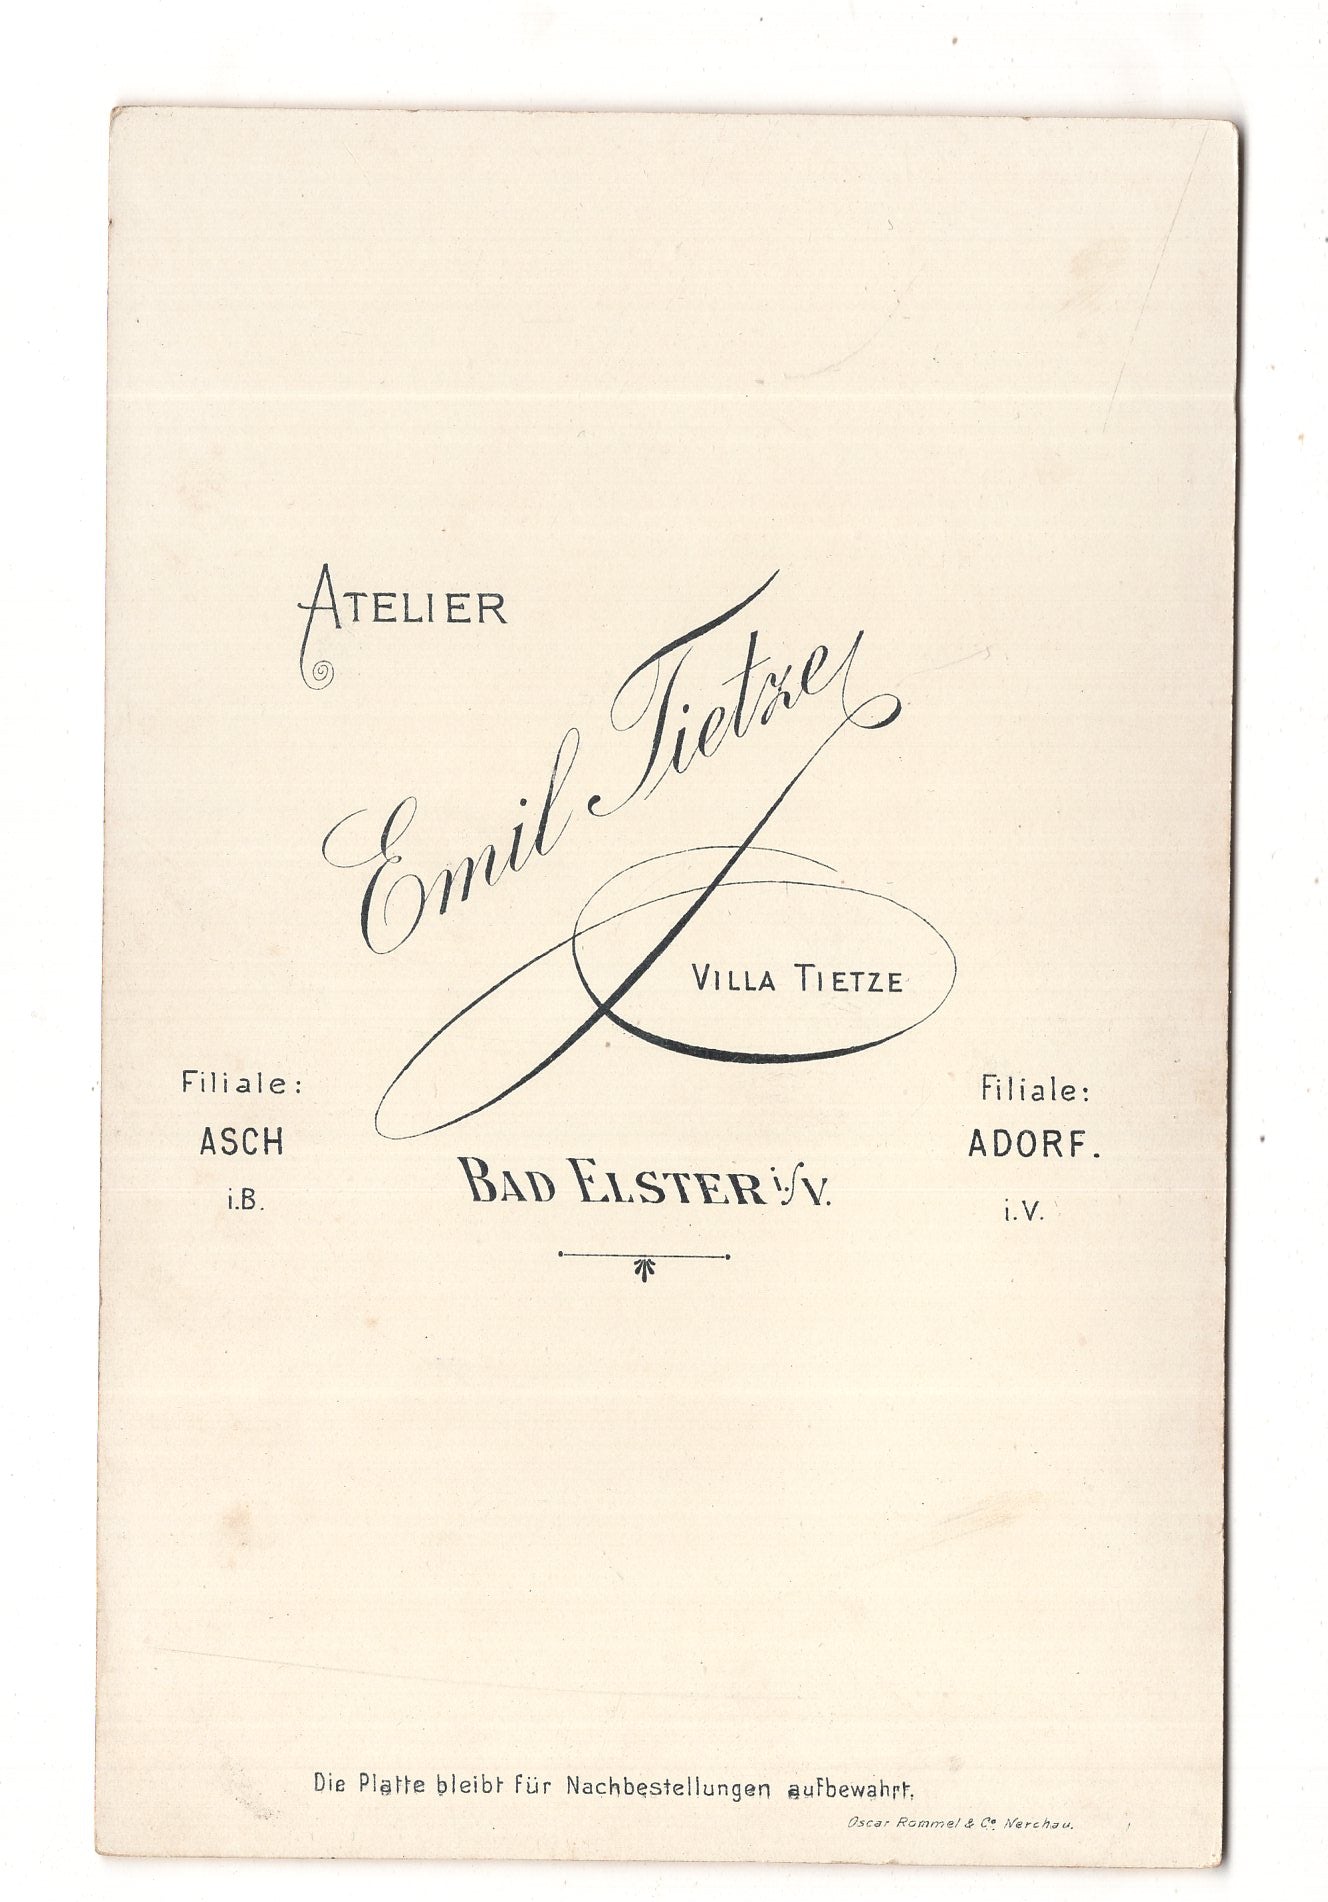 ATELIER
Emil Tietze
VILLA TIETZE
Filiale:
ASCH
i.B.
BAD ELSTER i./V.
Filiale:
ADORF.
i.V.
Die Platte bleibt für Nachbestellungen aufbewahrt.
Oscar Rommel & Co. Nerchau.